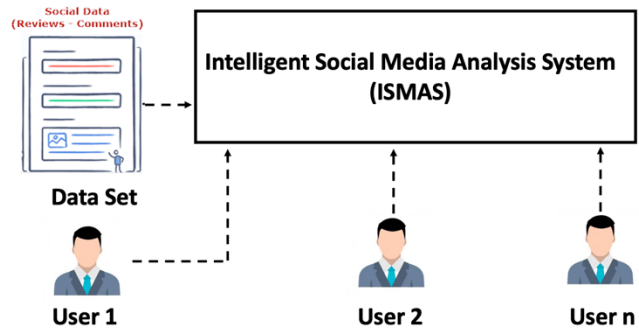 Social Data
(Reviews - Comments)
Intelligent Social Media Analysis System
(ISMAS)
Data Set
User 1
User 2
User n